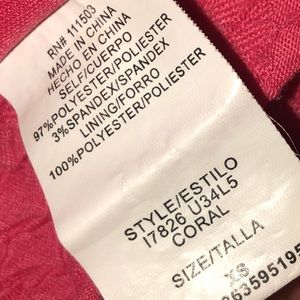 RN# 111503
MADE IN CHINA
HECHO EN CHINA
SELF/CUERPO
97%POLYESTER/POLIESTER
3%SPANDEX/SPANDEX
LINING/FORRO
100%POLYESTER/POLIESTER
STYLE/ESTILO
I7826 U34L5
CORAL
SIZE/TALLA
XS
63595195